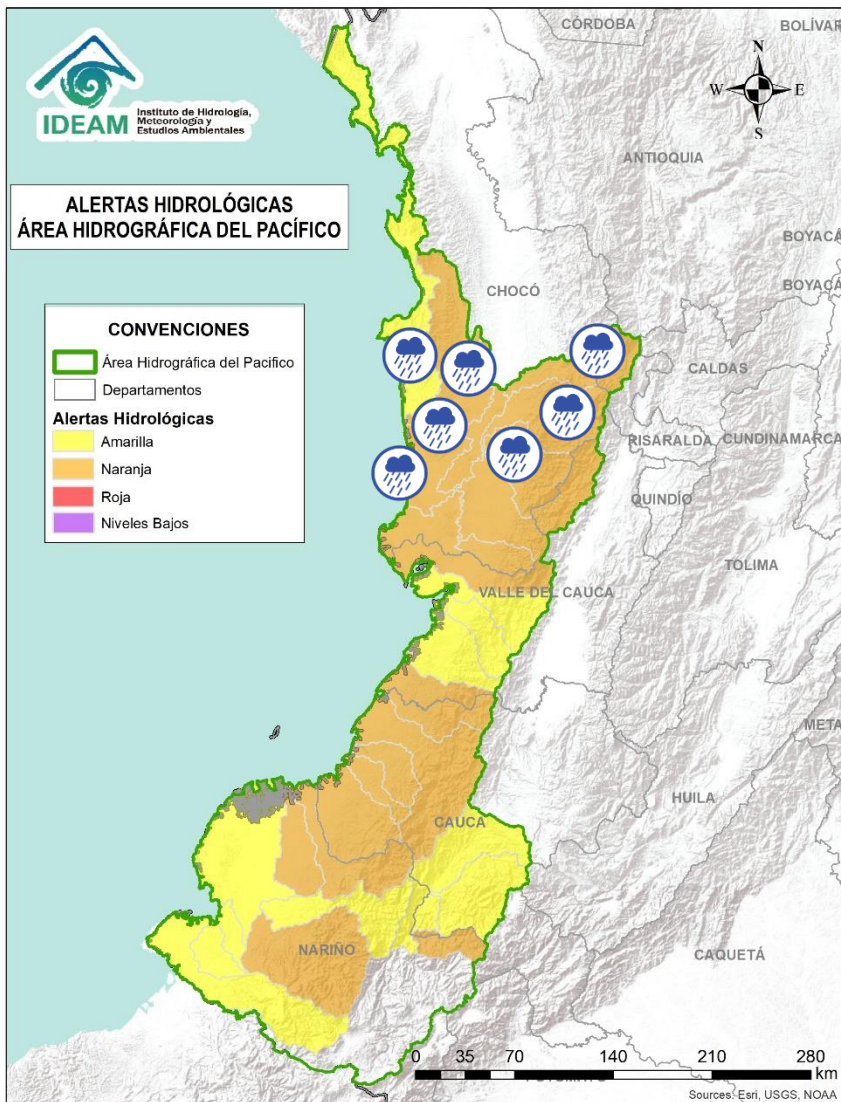 CÓRDOBA
BOLÍVAR
N
W
E
S
IDEAM
Instituto de Hidrología,
Meteorología y
Estudios Ambientales
ANTIOQUIA
ALERTAS HIDROLÓGICAS
ÁREA HIDROGRÁFICA DEL PACÍFICO
BOYACÁ
BOYACÁ
CHOCÓ
CONVENCIONES
Área Hidrográfica del Pacifico
Departamentos
Alertas Hidrológicas
Amarilla
Naranja
Roja
Niveles Bajos
CALDAS
RISARALDA
CUNDINAMARCA
QUINDÍO
TOLIMA
VALLE DEL CAUCA
META
HUILA
CAUCA
NARIÑO
CAQUETÁ
0 35 70 140 210 280
km
Sources: Esri, USGS, NOAA